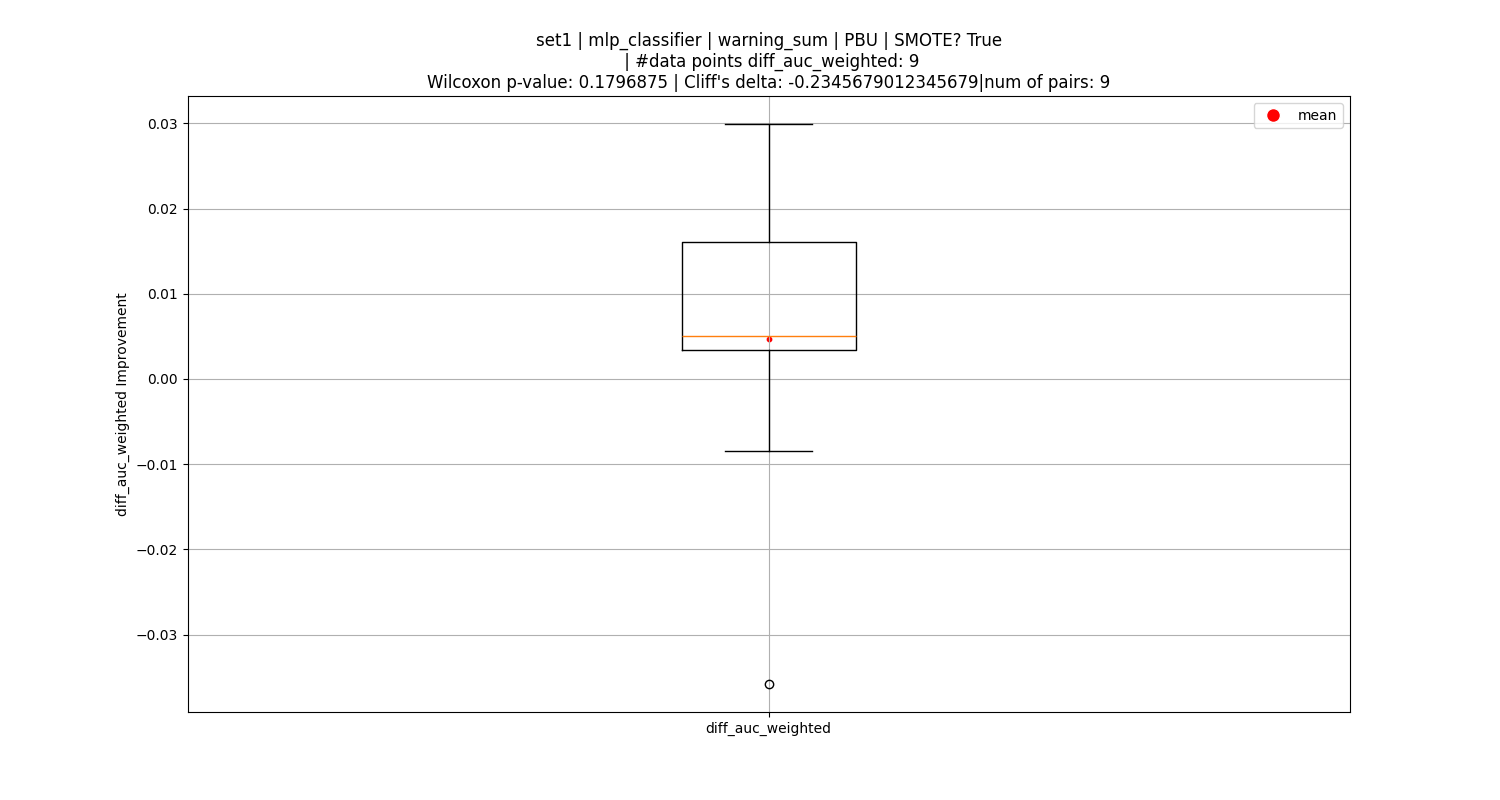 set1 | mlp_classifier | warning_sum | PBU | SMOTE? True
| #data points diff_auc_weighted: 9
Wilcoxon p-value: 0.1796875 | Cliff's delta: -0.2345679012345679|num of pairs: 9
mean
0.03
0.02
0.01
0.00
−0.01
−0.02
−0.03
diff_auc_weighted Improvement
diff_auc_weighted